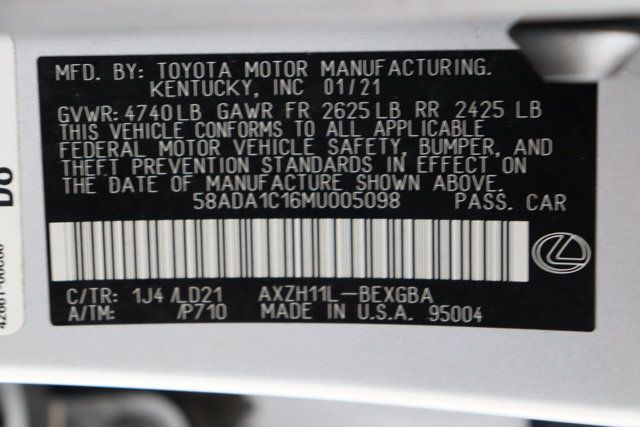 MFD. BY: TOYOTA MOTOR MANUFACTURING.
KENTUCKY, INC 01/21
GVWR: 4740LB GAWR FR 2625LB RR 2425 LB
THIS VEHICLE CONFORMS TO ALL APPLICABLE
FEDERAL MOTOR VEHICLE SAFETY, BUMPER, AND
THEFT PREVENTION STANDARDS IN EFFECT ON
THE DATE OF MANUFACTURE SHOWN ABOVE.
58ADA1C16MU005098 PASS. CAR
C/TR: 1J4 /LD21 AXZH11L-BEXGBA
A/TM: /P710 MADE IN U.S.A. 95004